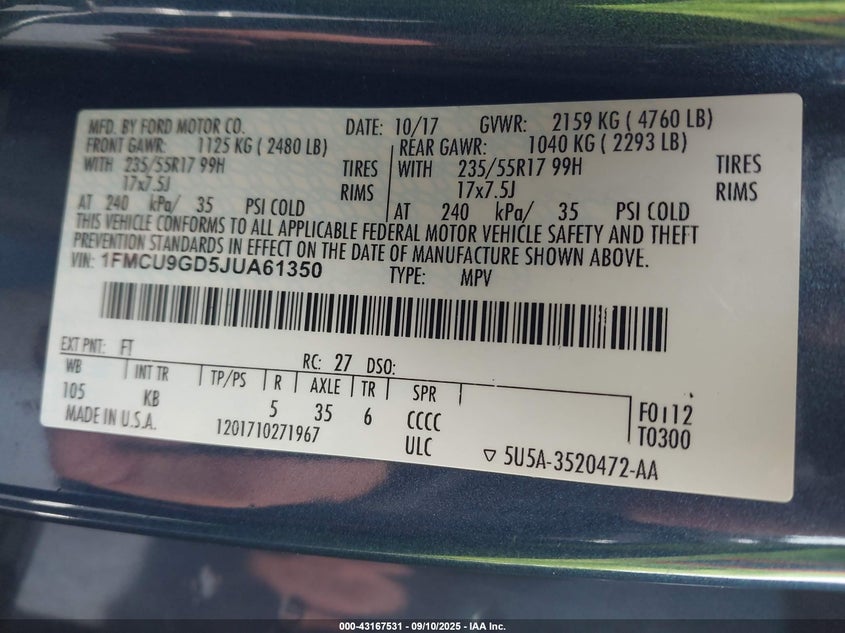 MFD. BY FORD MOTOR CO. DATE: 10/17 GVWR: 2159 KG ( 4760 LB)
FRONT GAWR: 1125 KG ( 2480 LB) REAR GAWR: 1040 KG ( 2293 LB)
WITH 235/55R17 99H TIRES WITH 235/55R17 99H TIRES
17x7.5J RIMS 17x7.5J RIMS
AT 240 kPa/ 35 PSI COLD AT 240 kPa/ 35 PSI COLD
THIS VEHICLE CONFORMS TO ALL APPLICABLE FEDERAL MOTOR VEHICLE SAFETY AND THEFT
PREVENTION STANDARDS IN EFFECT ON THE DATE OF MANUFACTURE SHOWN ABOVE.
VIN: 1FMCU9GD5JUA61350 TYPE: MPV
EXT PNT: FT RC: 27 DSO:
WB INT TR TP/PS R AXLE TR SPR
105 KB 5 35 6 CCCC
MADE IN U.S.A. 1201710271967 ULC
F0112
T0300
5U5A-3520472-AA
000-43167531 - 09/10/2025 - IAA Inc.